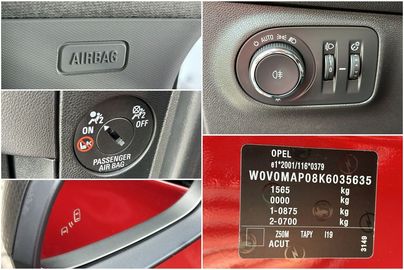 AIRBAG
AUTO
ON
OFF
PASSENGER
AIR BAG
OPEL
e1*2001/116*0379
W0V0MAP08K6035635
1565 kg
0000 kg
1-0875 kg
2-0700 kg
Z50M TAPY I19
ACUT
3149